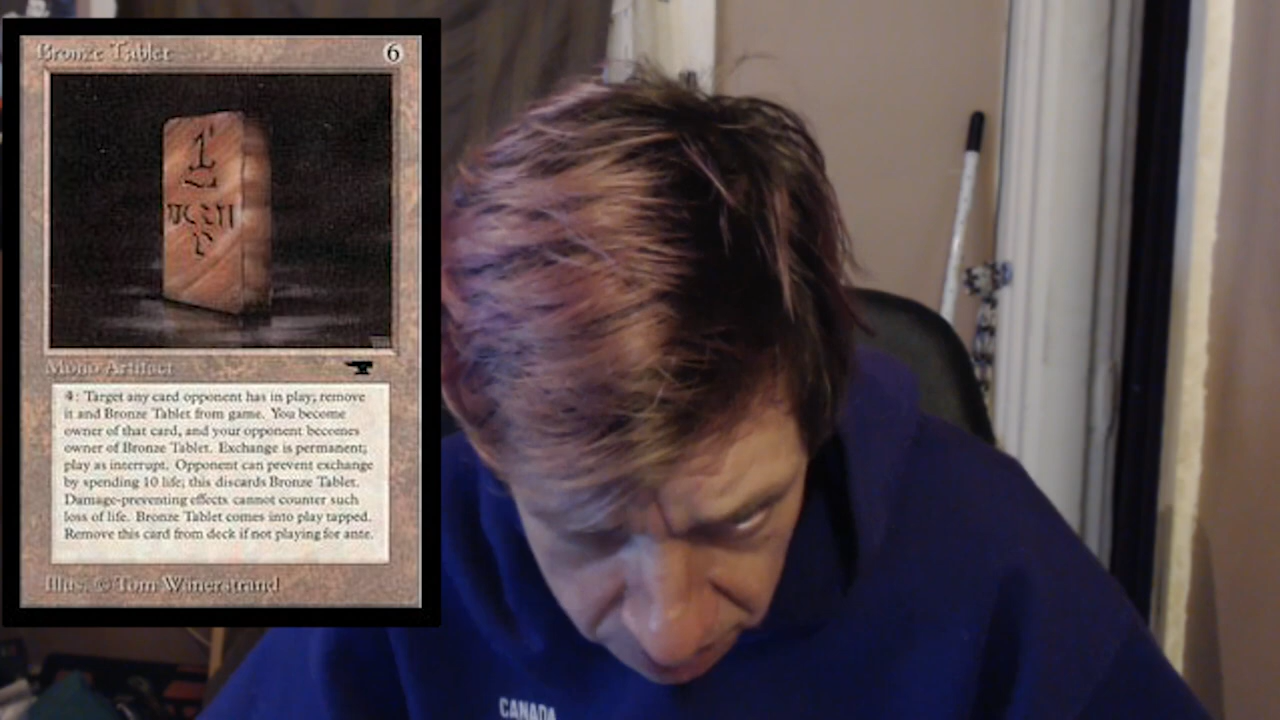 Bronze Tablet 6
Mono Artifact
4: Target any card opponent has in play; remove
it and Bronze Tablet from game. You become
owner of that card, and your opponent becomes
owner of Bronze Tablet. Exchange is permanent;
play as interrupt. Opponent can prevent exchange
by spending 10 life; this discards Bronze Tablet.
Damage-preventing effects cannot counter such
loss of life. Bronze Tablet comes into play tapped.
Remove this card from deck if not playing for ante.
Illus. © Tom Wänerstrand
CANADA